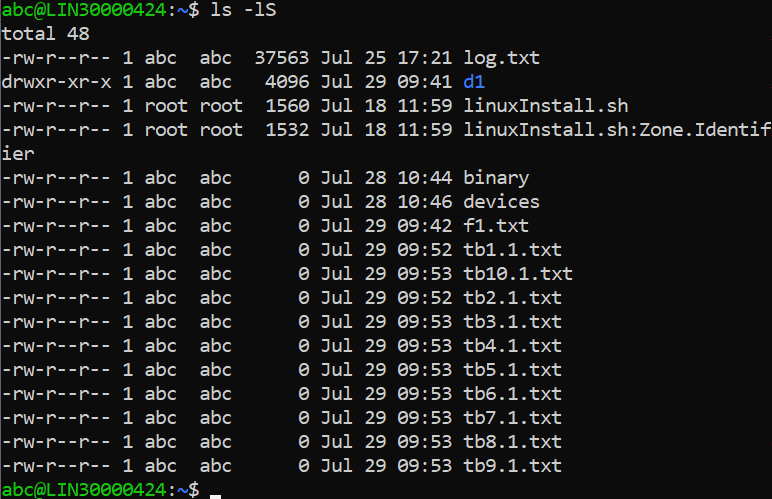 abc@LIN30000424:~$ ls -lS
total 48
-rw-r--r-- 1 abc  abc  37563 Jul 25 17:21 log.txt
drwxr-xr-x 1 abc  abc   4096 Jul 29 09:41 d1
-rw-r--r-- 1 root root  1560 Jul 18 11:59 linuxInstall.sh
-rw-r--r-- 1 root root  1532 Jul 18 11:59 linuxInstall.sh:Zone.Identif
ier
-rw-r--r-- 1 abc  abc      0 Jul 28 10:44 binary
-rw-r--r-- 1 abc  abc      0 Jul 28 10:46 devices
-rw-r--r-- 1 abc  abc      0 Jul 29 09:42 f1.txt
-rw-r--r-- 1 abc  abc      0 Jul 29 09:52 tb1.1.txt
-rw-r--r-- 1 abc  abc      0 Jul 29 09:53 tb10.1.txt
-rw-r--r-- 1 abc  abc      0 Jul 29 09:52 tb2.1.txt
-rw-r--r-- 1 abc  abc      0 Jul 29 09:53 tb3.1.txt
-rw-r--r-- 1 abc  abc      0 Jul 29 09:53 tb4.1.txt
-rw-r--r-- 1 abc  abc      0 Jul 29 09:53 tb5.1.txt
-rw-r--r-- 1 abc  abc      0 Jul 29 09:53 tb6.1.txt
-rw-r--r-- 1 abc  abc      0 Jul 29 09:53 tb7.1.txt
-rw-r--r-- 1 abc  abc      0 Jul 29 09:53 tb8.1.txt
-rw-r--r-- 1 abc  abc      0 Jul 29 09:53 tb9.1.txt
abc@LIN30000424:~$